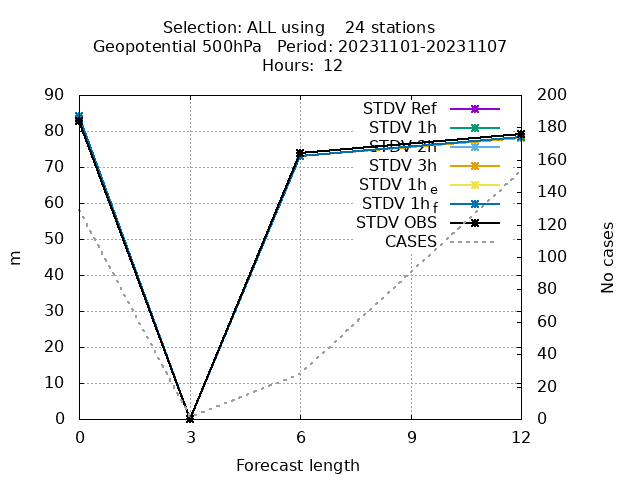 Selection: ALL using    24 stations
Geopotential 500hPa   Period: 20231101-20231107
Hours: 12
90
80
70
60
50
40
30
20
10
0
m
200
180
160
140
120
100
80
60
40
20
0
No cases
STDV Ref
STDV 1h
STDV 2h
STDV 3h
STDV 1h e
STDV 1h f
STDV OBS
CASES
0 3 6 9 12
Forecast length